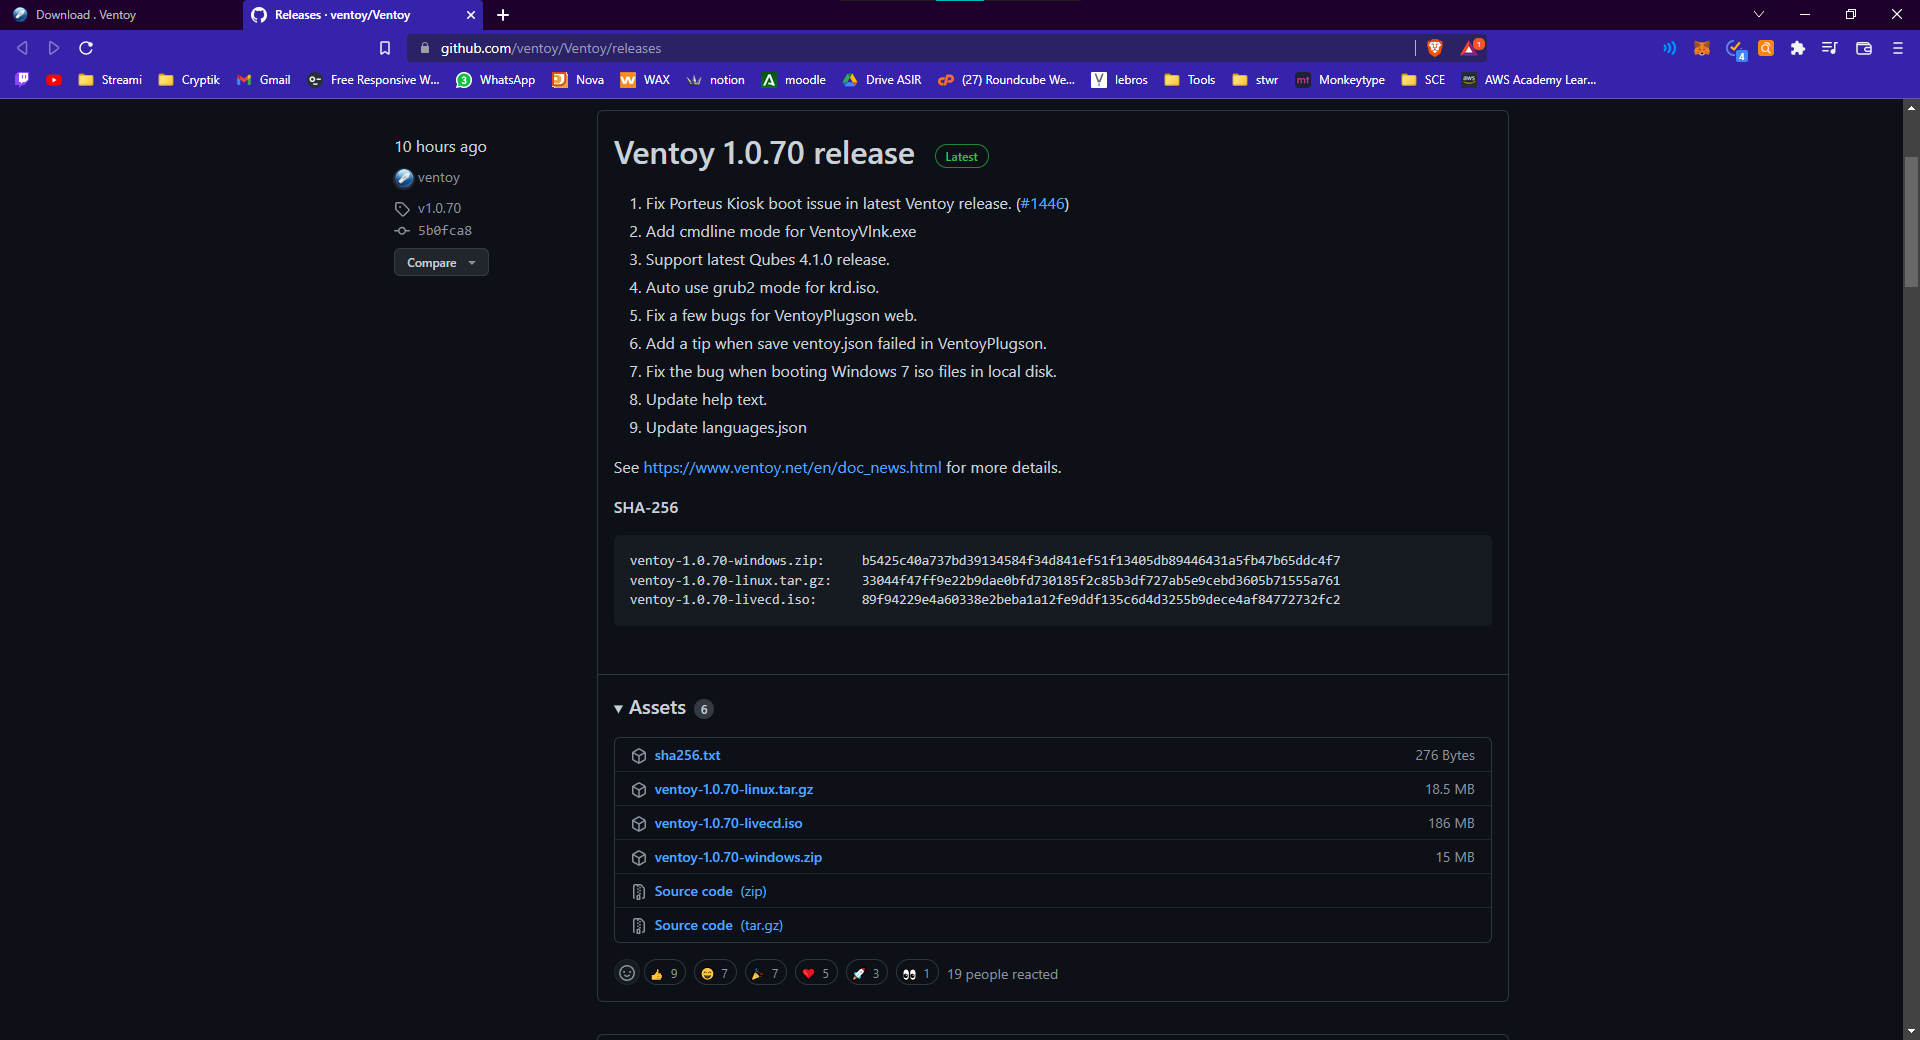 Download . Ventoy
Releases · ventoy/Ventoy
github.com/ventoy/Ventoy/releases
1
4
Streami
Cryptik
Gmail
Free Responsive W...
3
WhatsApp
Nova
WAX
notion
moodle
Drive ASIR
(27) Roundcube We...
lebros
Tools
stwr
mt
Monkeytype
SCE
aws
AWS Academy Lear...
10 hours ago
ventoy
v1.0.70
5b0fca8
Compare
Ventoy 1.0.70 release
Latest
1. Fix Porteus Kiosk boot issue in latest Ventoy release. (#1446)
2. Add cmdline mode for VentoyVlnk.exe
3. Support latest Qubes 4.1.0 release.
4. Auto use grub2 mode for krd.iso.
5. Fix a few bugs for VentoyPlugson web.
6. Add a tip when save ventoy.json failed in VentoyPlugson.
7. Fix the bug when booting Windows 7 iso files in local disk.
8. Update help text.
9. Update languages.json
See https://www.ventoy.net/en/doc_news.html for more details.
SHA-256
ventoy-1.0.70-windows.zip: b5425c40a737bd39134584f34d841ef51f13405db89446431a5fb47b65ddc4f7
ventoy-1.0.70-linux.tar.gz: 33044f47ff9e22b9dae0bfd730185f2c85b3df727ab5e9cebd3605b71555a761
ventoy-1.0.70-livecd.iso: 89f94229e4a60338e2beba1a12fe9ddf135c6d4d3255b9dece4af84772732fc2
Assets 6
sha256.txt 276 Bytes
ventoy-1.0.70-linux.tar.gz 18.5 MB
ventoy-1.0.70-livecd.iso 186 MB
ventoy-1.0.70-windows.zip 15 MB
Source code (zip)
Source code (tar.gz)
9 7 7 5 3 1 19 people reacted